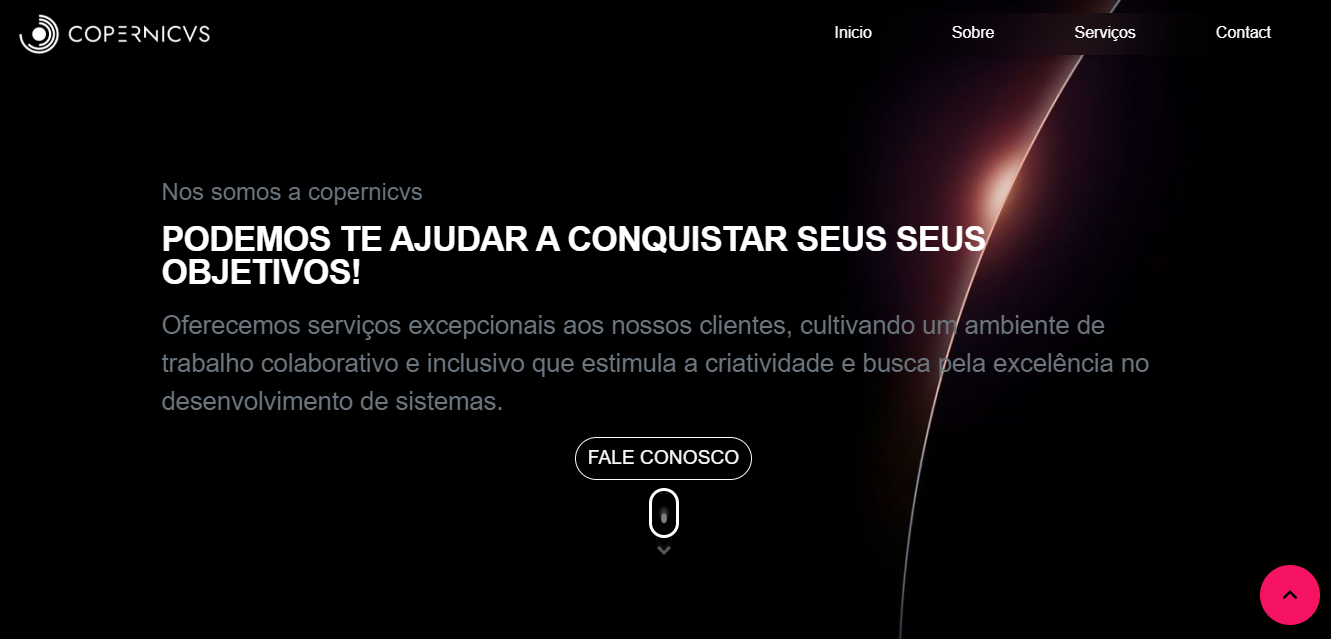 COPERNICVS
Inicio
Sobre
Serviços
Contact
Nos somos a copernicvs
PODEMOS TE AJUDAR A CONQUISTAR SEUS SEUS
OBJETIVOS!
Oferecemos serviços excepcionais aos nossos clientes, cultivando um ambiente de
trabalho colaborativo e inclusivo que estimula a criatividade e busca pela excelência no
desenvolvimento de sistemas.
FALE CONOSCO